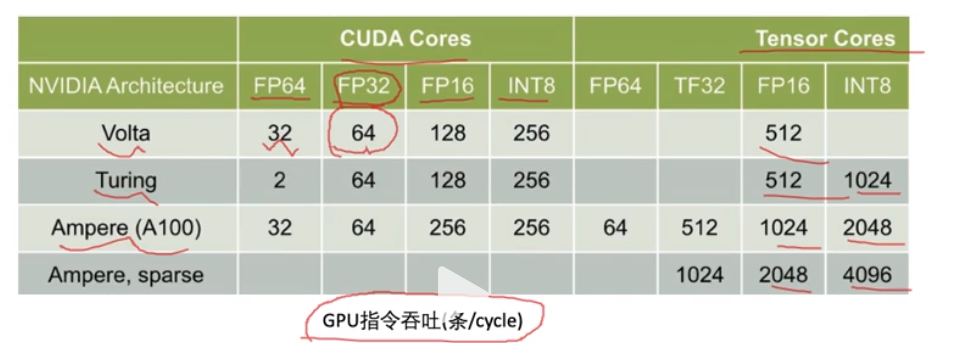 CUDA Cores Tensor Cores
NVIDIA Architecture FP64 FP32 FP16 INT8 FP64 TF32 FP16 INT8
Volta 32 64 128 256 512
Turing 2 64 128 256 512 1024
Ampere (A100) 32 64 256 256 64 512 1024 2048
Ampere, sparse 1024 2048 4096
GPU指令吞吐(条/cycle)